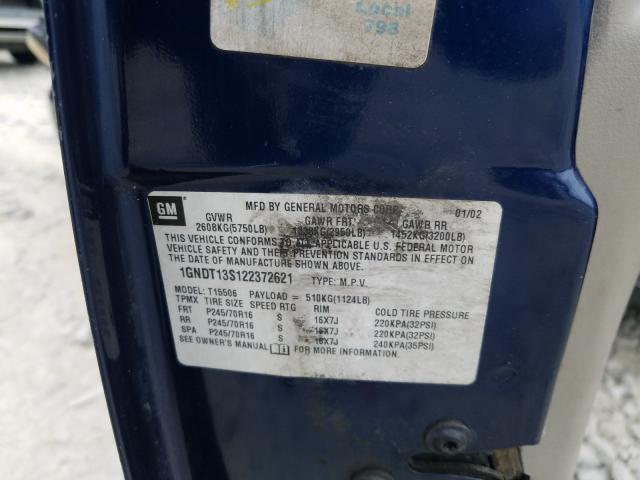 Local
798
GM
MFD BY GENERAL MOTORS CORP
01/02
GVWR GAWR FRT GAWR RR
2608KG(5750LB) 1338KG(2950LB) 1452KG(3200LB)
THIS VEHICLE CONFORMS TO ALL APPLICABLE U.S. FEDERAL MOTOR
VEHICLE SAFETY AND THEFT PREVENTION STANDARDS IN EFFECT ON
THE DATE OF MANUFACTURE SHOWN ABOVE.
1GNDT13S122372621 TYPE: M.P.V.
MODEL: T15506 PAYLOAD = 510KG(1124LB)
TPMX TIRE SIZE SPEED RTG RIM COLD TIRE PRESSURE
FRT P245/70R16 S 16X7J 220KPA(32PSI)
RR P245/70R16 S 16X7J 220KPA(32PSI)
SPA P245/70R16 S 16X7J 240KPA(35PSI)
SEE OWNER'S MANUAL FOR MORE INFORMATION.